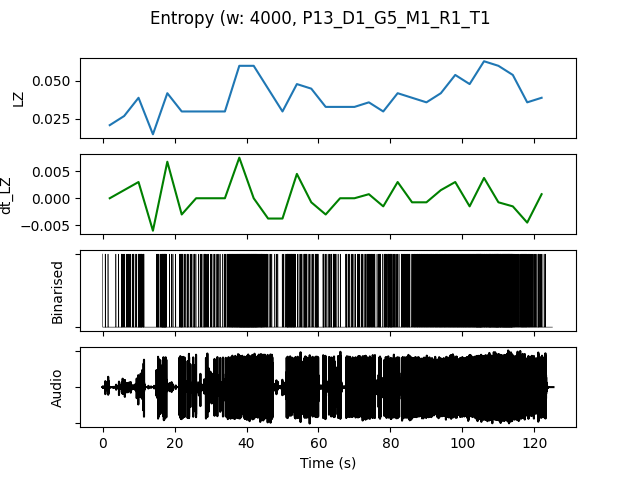 Entropy (w: 4000, P13_D1_G5_M1_R1_T1
LZ
0.050
0.025
dt_LZ
0.005
0.000
−0.005
Binarised
Audio
0 20 40 60 80 100 120
Time (s)